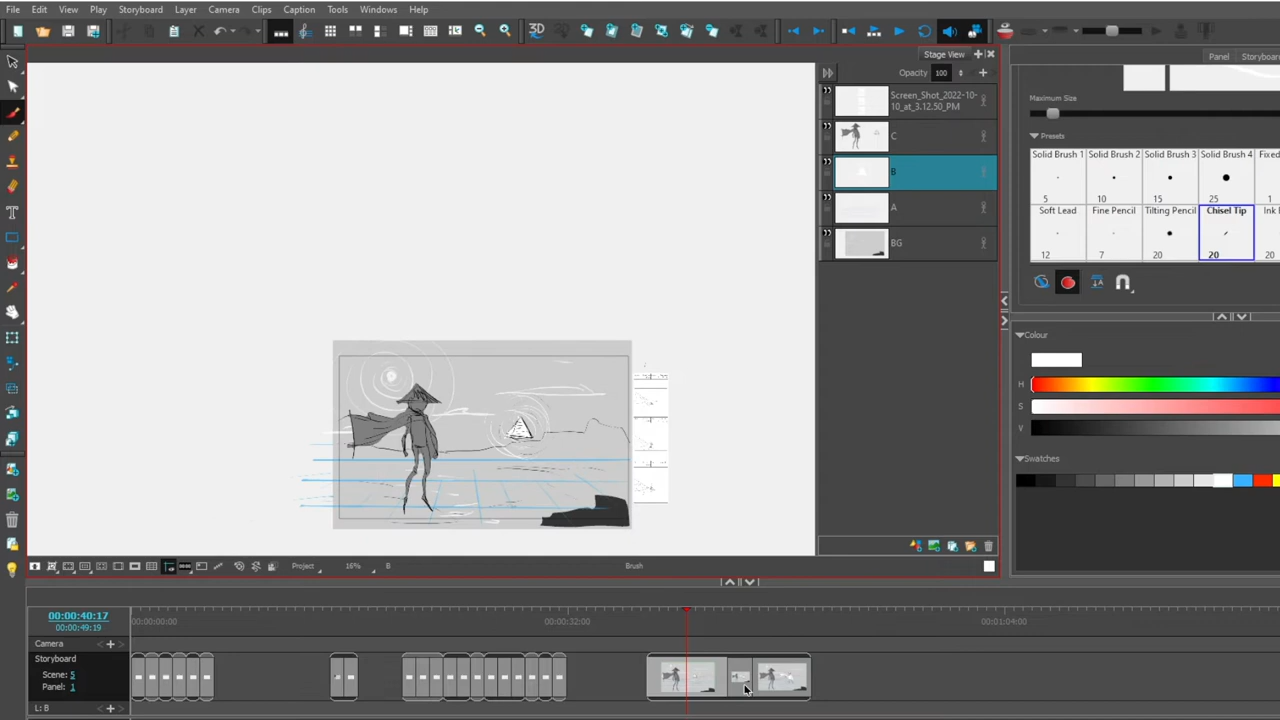 File Edit View Play Storyboard Layer Camera Clips Caption Tools Windows Help
3D
Stage View
Panel Storyboar
Opacity 100
Screen_Shot_2022-10-
10_at_3.12.50_PM
C
B
A
BG
Maximum Size
Presets
Solid Brush 1 Solid Brush 2 Solid Brush 3 Solid Brush 4 Fixed
5 10 15 25 1
Soft Lead Fine Pencil Tilting Pencil Chisel Tip Ink
12 7 20 20 20
Colour
H
S
V
Swatches
Project 16% B Brush
00:00:40:17
00:00:49:19
00:00:00:00 00:00:32:00 00:01:04:00
Camera
Storyboard
Scene: 5
Panel: 1
L: B